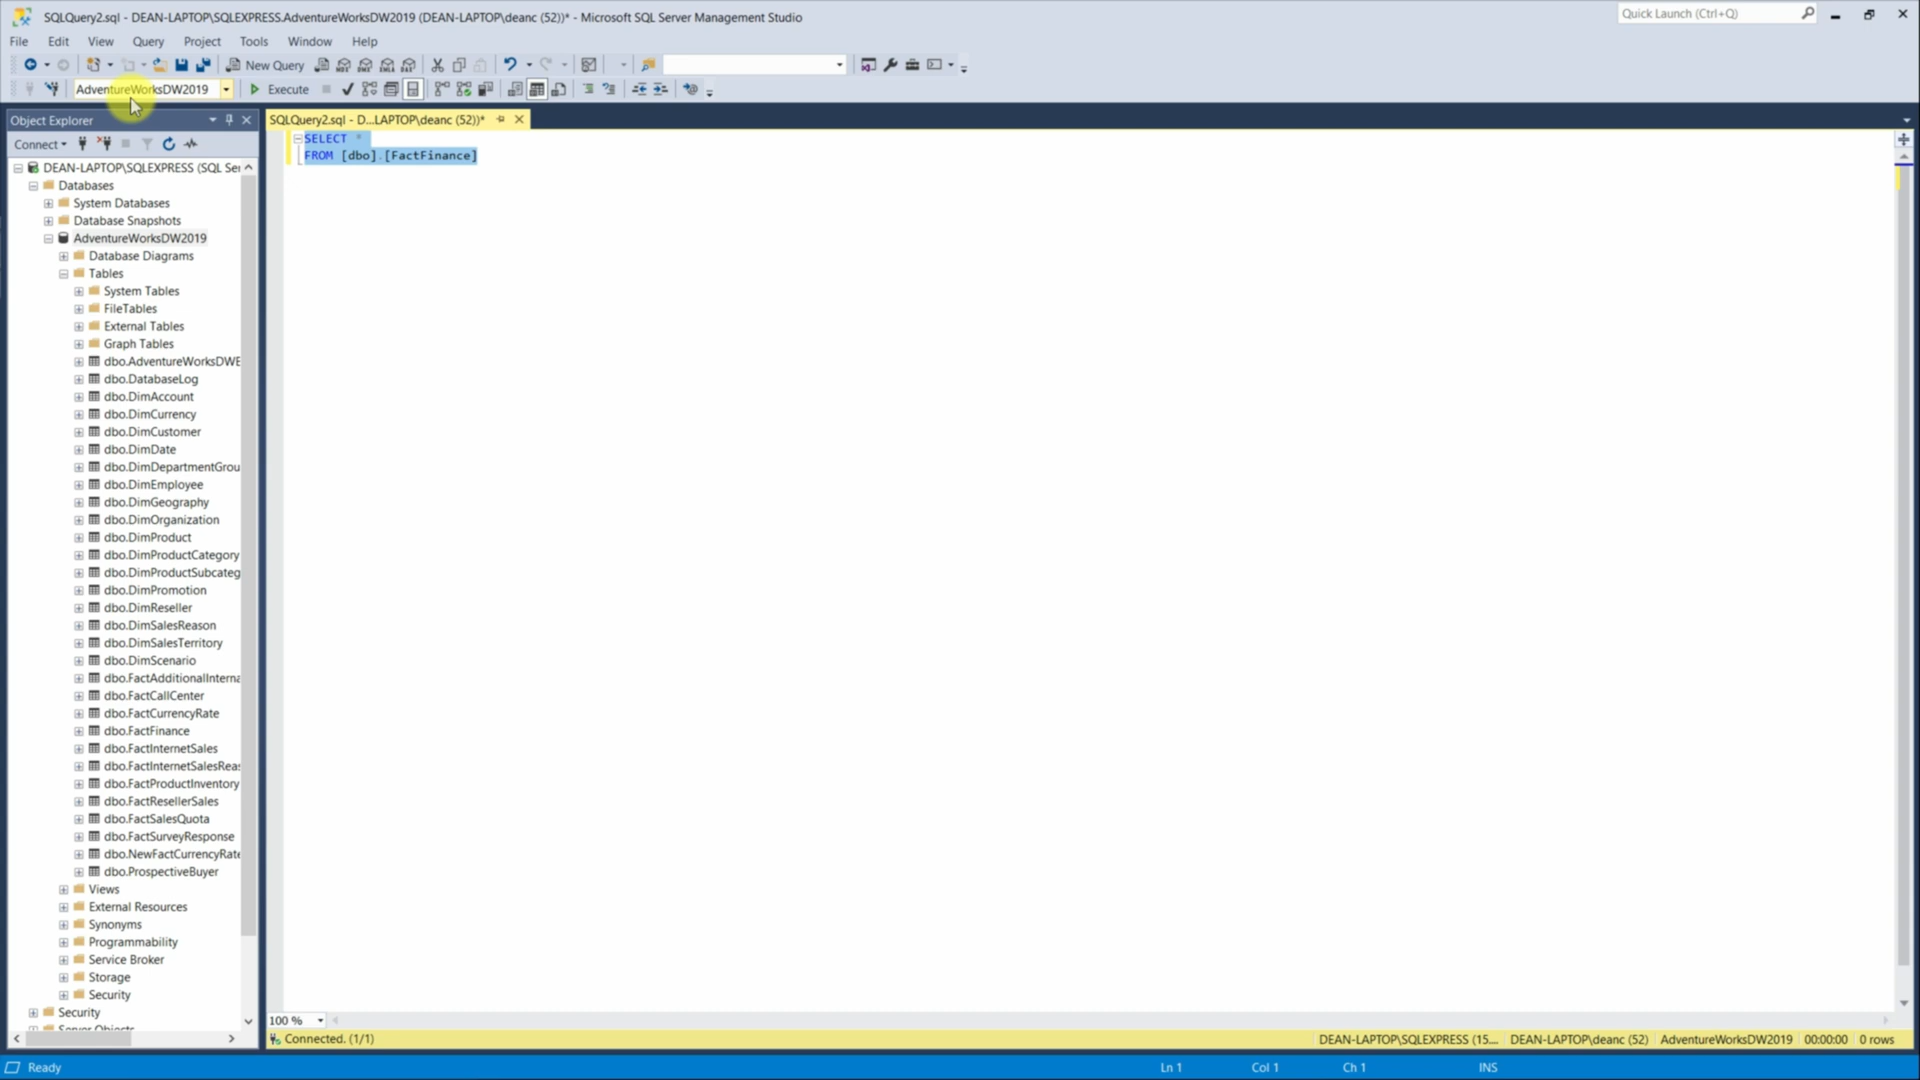 SQLQuery2.sql - DEAN-LAPTOP\SQLEXPRESS.AdventureWorksDW2019 (DEAN-LAPTOP\deanc (52))* - Microsoft SQL Server Management Studio
Quick Launch (Ctrl+Q)
File Edit View Query Project Tools Window Help
New Query
AdventureWorksDW2019
Execute
Object Explorer
SQLQuery2.sql - D...LAPTOP\deanc (52))*
Connect
SELECT *
FROM [dbo].[FactFinance]
DEAN-LAPTOP\SQLEXPRESS (SQL Ser
Databases
System Databases
Database Snapshots
AdventureWorksDW2019
Database Diagrams
Tables
System Tables
FileTables
External Tables
Graph Tables
dbo.AdventureWorksDWB
dbo.DatabaseLog
dbo.DimAccount
dbo.DimCurrency
dbo.DimCustomer
dbo.DimDate
dbo.DimDepartmentGrou
dbo.DimEmployee
dbo.DimGeography
dbo.DimOrganization
dbo.DimProduct
dbo.DimProductCategory
dbo.DimProductSubcateg
dbo.DimPromotion
dbo.DimReseller
dbo.DimSalesReason
dbo.DimSalesTerritory
dbo.DimScenario
dbo.FactAdditionalInterna
dbo.FactCallCenter
dbo.FactCurrencyRate
dbo.FactFinance
dbo.FactInternetSales
dbo.FactInternetSalesReas
dbo.FactProductInventory
dbo.FactResellerSales
dbo.FactSalesQuota
dbo.FactSurveyResponse
dbo.NewFactCurrencyRate
dbo.ProspectiveBuyer
Views
External Resources
Synonyms
Programmability
Service Broker
Storage
Security
Security
Server Objects
100 %
Connected. (1/1)
DEAN-LAPTOP\SQLEXPRESS (15... DEAN-LAPTOP\deanc (52) AdventureWorksDW2019 00:00:00 0 rows
Ready
Ln 1 Col 1 Ch 1 INS